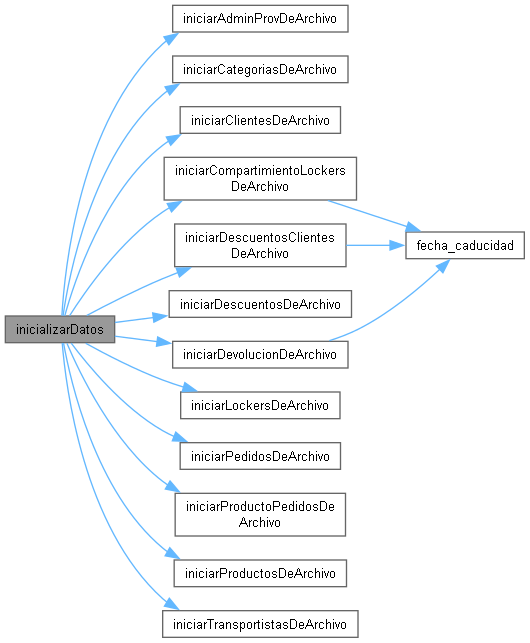 iniciarAdminProvDeArchivo
iniciarCategoriasDeArchivo
iniciarClientesDeArchivo
iniciarCompartimientoLockers
DeArchivo
iniciarDescuentosClientes
DeArchivo
fecha_caducidad
iniciarDescuentosDeArchivo
inicializarDatos
iniciarDevolucionDeArchivo
iniciarLockersDeArchivo
iniciarPedidosDeArchivo
iniciarProductoPedidosDe
Archivo
iniciarProductosDeArchivo
iniciarTransportistasDeArchivo